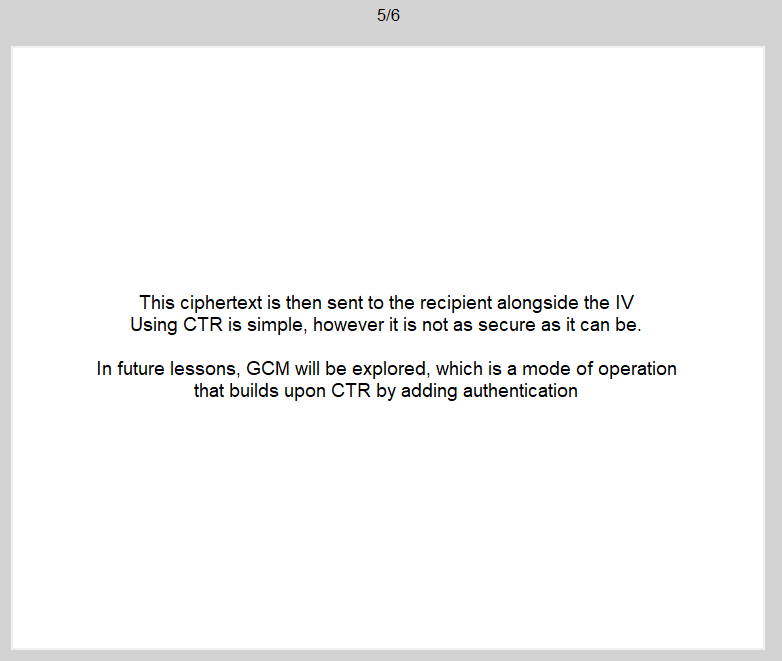 5/6
This ciphertext is then sent to the recipient alongside the IV
Using CTR is simple, however it is not as secure as it can be.
In future lessons, GCM will be explored, which is a mode of operation
that builds upon CTR by adding authentication